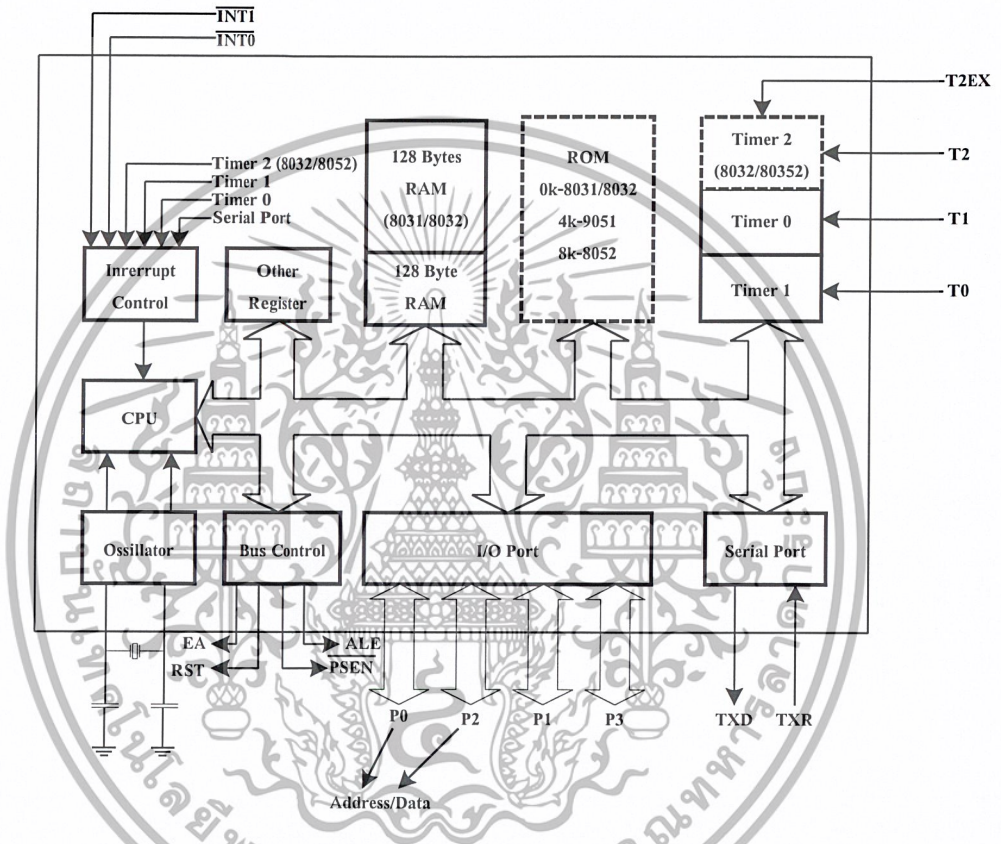 INT1
INT0
T2EX
Timer 2
(8032/80352)
T2
Timer 0
T1
Timer 1
T0
128 Bytes
RAM
(8031/8032)
128 Byte
RAM
ROM
0k-8031/8032
4k-9051
8k-8052
Timer 2 (8032/8052)
Timer 1
Timer 0
Serial Port
Inrerrupt
Control
Other
Register
CPU
Ossillator
Bus Control
I/O Port
Serial Port
EA
ALE
RST
PSEN
P0
P2
P1
P3
TXD
TXR
Address/Data